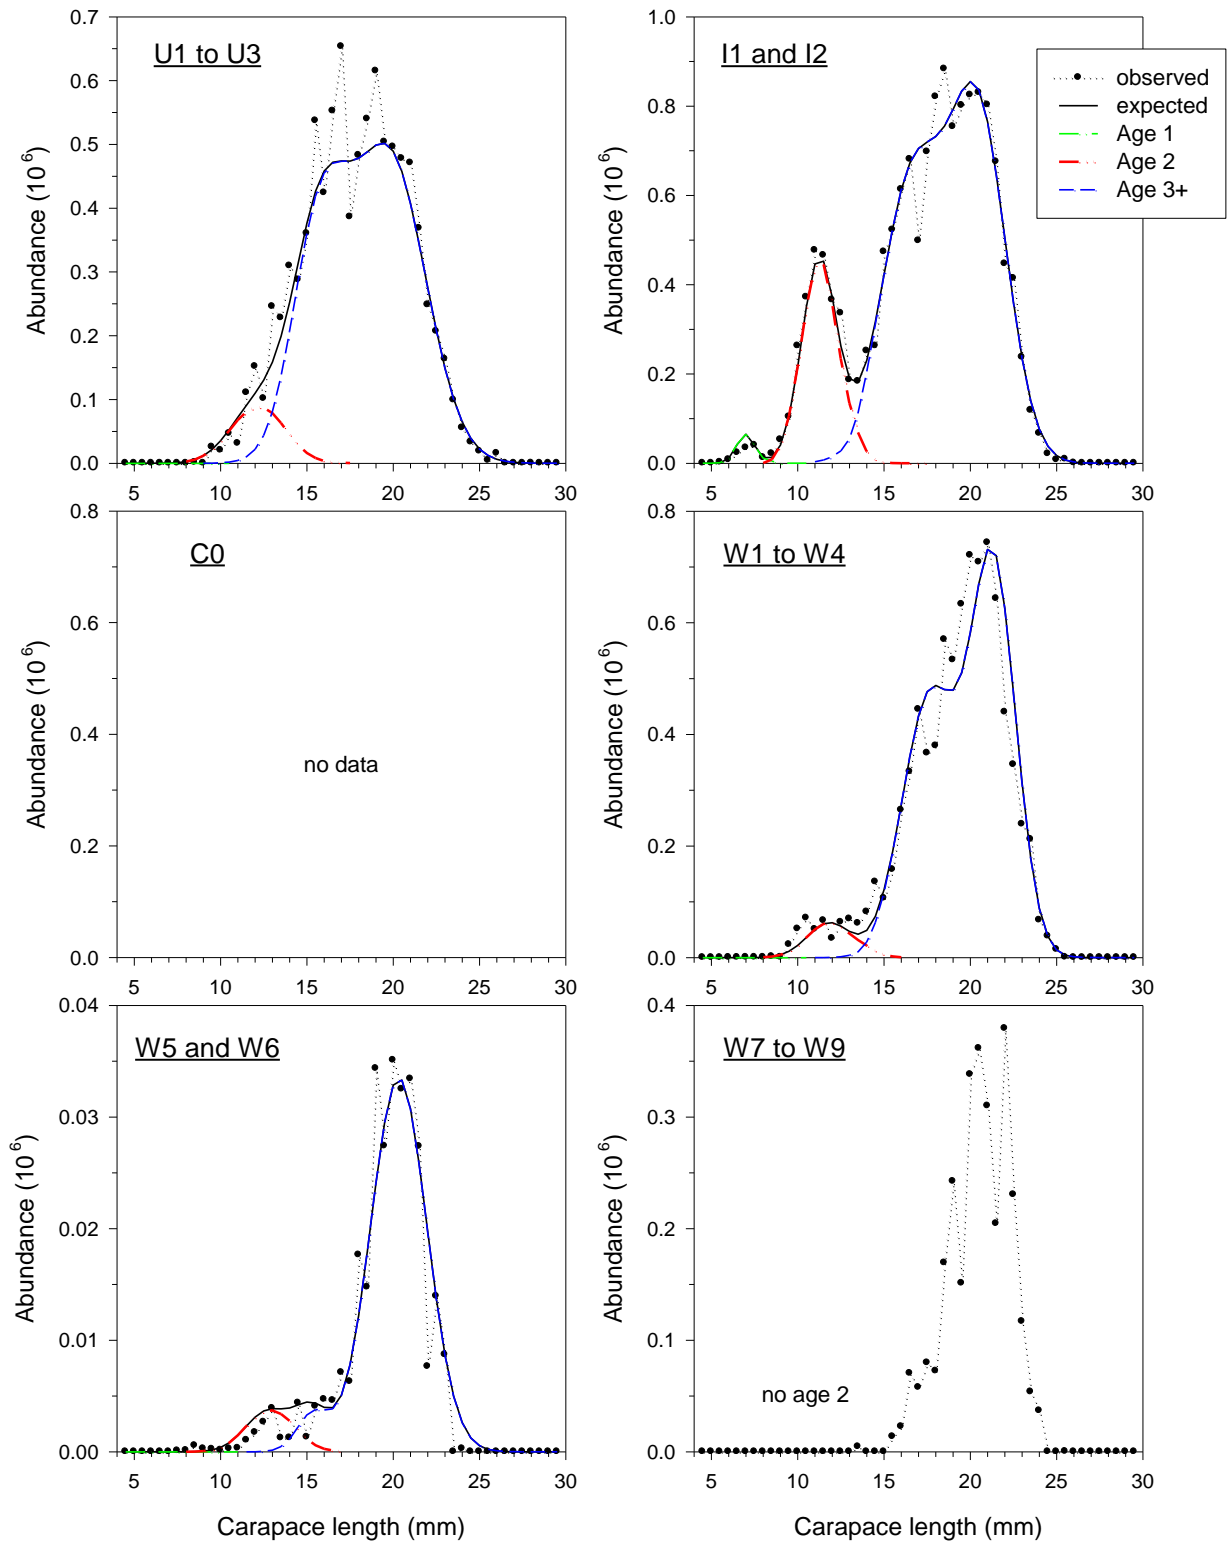 U1 to U3
Abundance (10^6)
0.7
0.6
0.5
0.4
0.3
0.2
0.1
0.0
5 10 15 20 25 30
I1 and I2
Abundance (10^6)
1.0
0.8
0.6
0.4
0.2
0.0
5 10 15 20 25 30
observed
expected
Age 1
Age 2
Age 3+
C0
Abundance (10^6)
0.8
0.6
0.4
0.2
0.0
no data
5 10 15 20 25 30
W1 to W4
Abundance (10^6)
0.8
0.6
0.4
0.2
0.0
5 10 15 20 25 30
W5 and W6
Abundance (10^6)
0.04
0.03
0.02
0.01
0.00
5 10 15 20 25 30
Carapace length (mm)
W7 to W9
Abundance (10^6)
0.4
0.3
0.2
0.1
0.0
no age 2
5 10 15 20 25 30
Carapace length (mm)